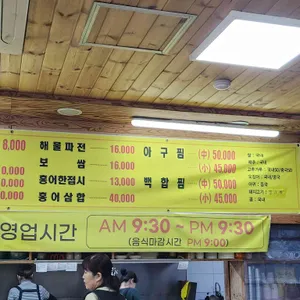 8,000 해물파전 16,000 아구찜 (中) 50,000
보쌈 16,000 (小) 45,000
0,000 홍어한접시 13,000 백합찜 (中) 50,000
0,000 홍어삼합 40,000 (小) 45,000
영업시간 AM 9:30 ~ PM 9:30
(음식마감시간 PM 9:00)